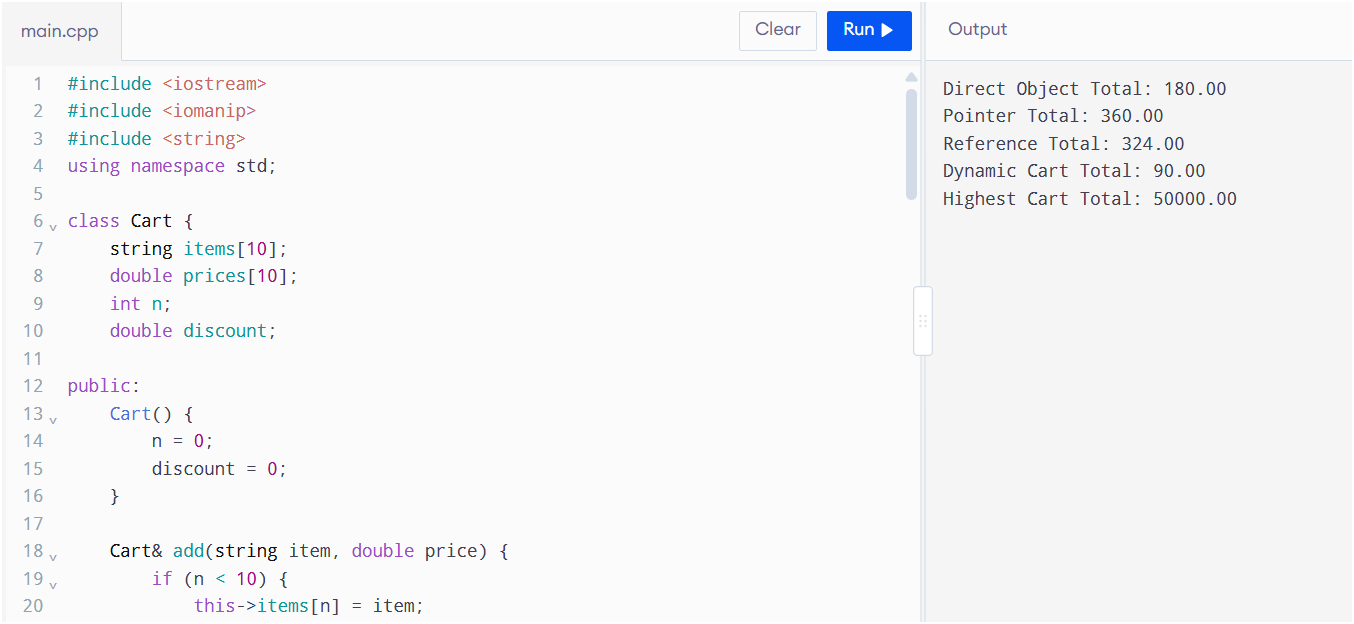 main.cpp
Clear
Run
Output
1 #include <iostream>
2 #include <iomanip>
3 #include <string>
4 using namespace std;
5
6 class Cart {
7     string items[10];
8     double prices[10];
9     int n;
10     double discount;
11
12 public:
13     Cart() {
14         n = 0;
15         discount = 0;
16     }
17
18     Cart& add(string item, double price) {
19         if (n < 10) {
20             this->items[n] = item;
Direct Object Total: 180.00
Pointer Total: 360.00
Reference Total: 324.00
Dynamic Cart Total: 90.00
Highest Cart Total: 50000.00